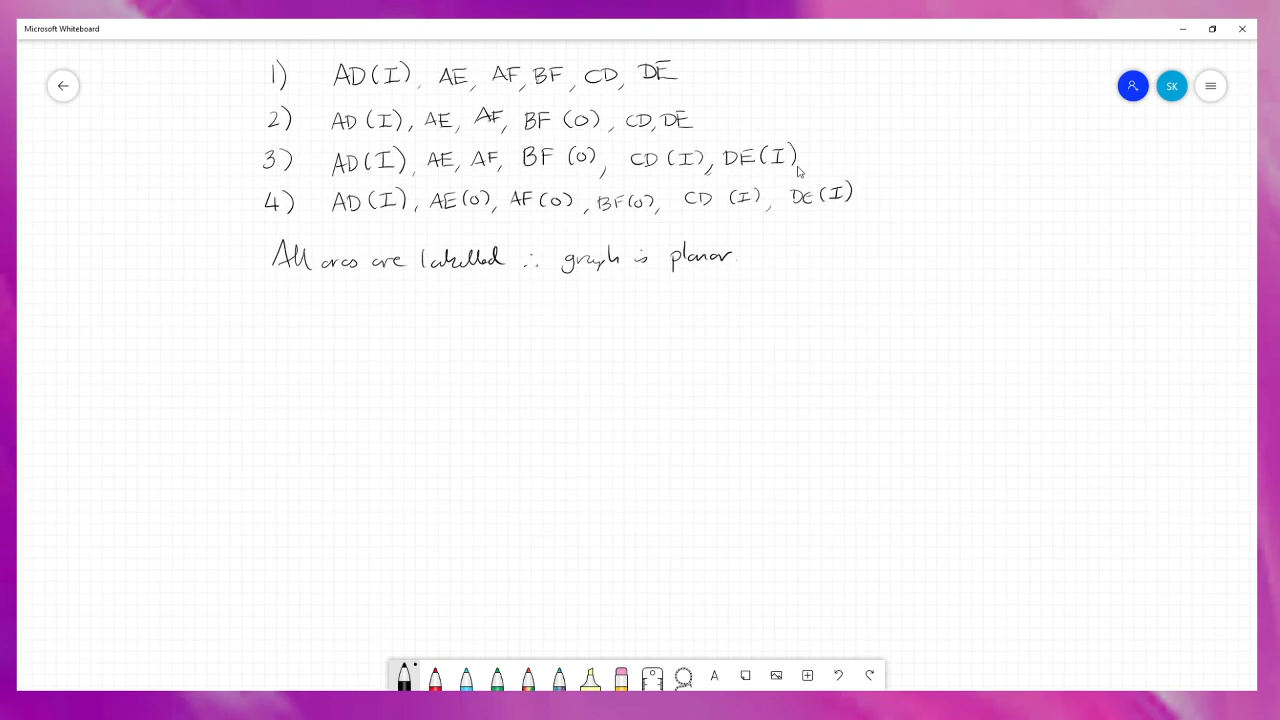 Microsoft Whiteboard
SK
1) AD(I), AE AF, BF, CD, DE
2) AD (I), AE, AF, BF (O), CD, DE
3) AD(I), AE, AF, BF (O), CD (I), DE(I)
4) AD(I), AE(O), AF(O), BF(O), CD (I), DE(I)
All arcs are labelled ∴ graph is planar.
A